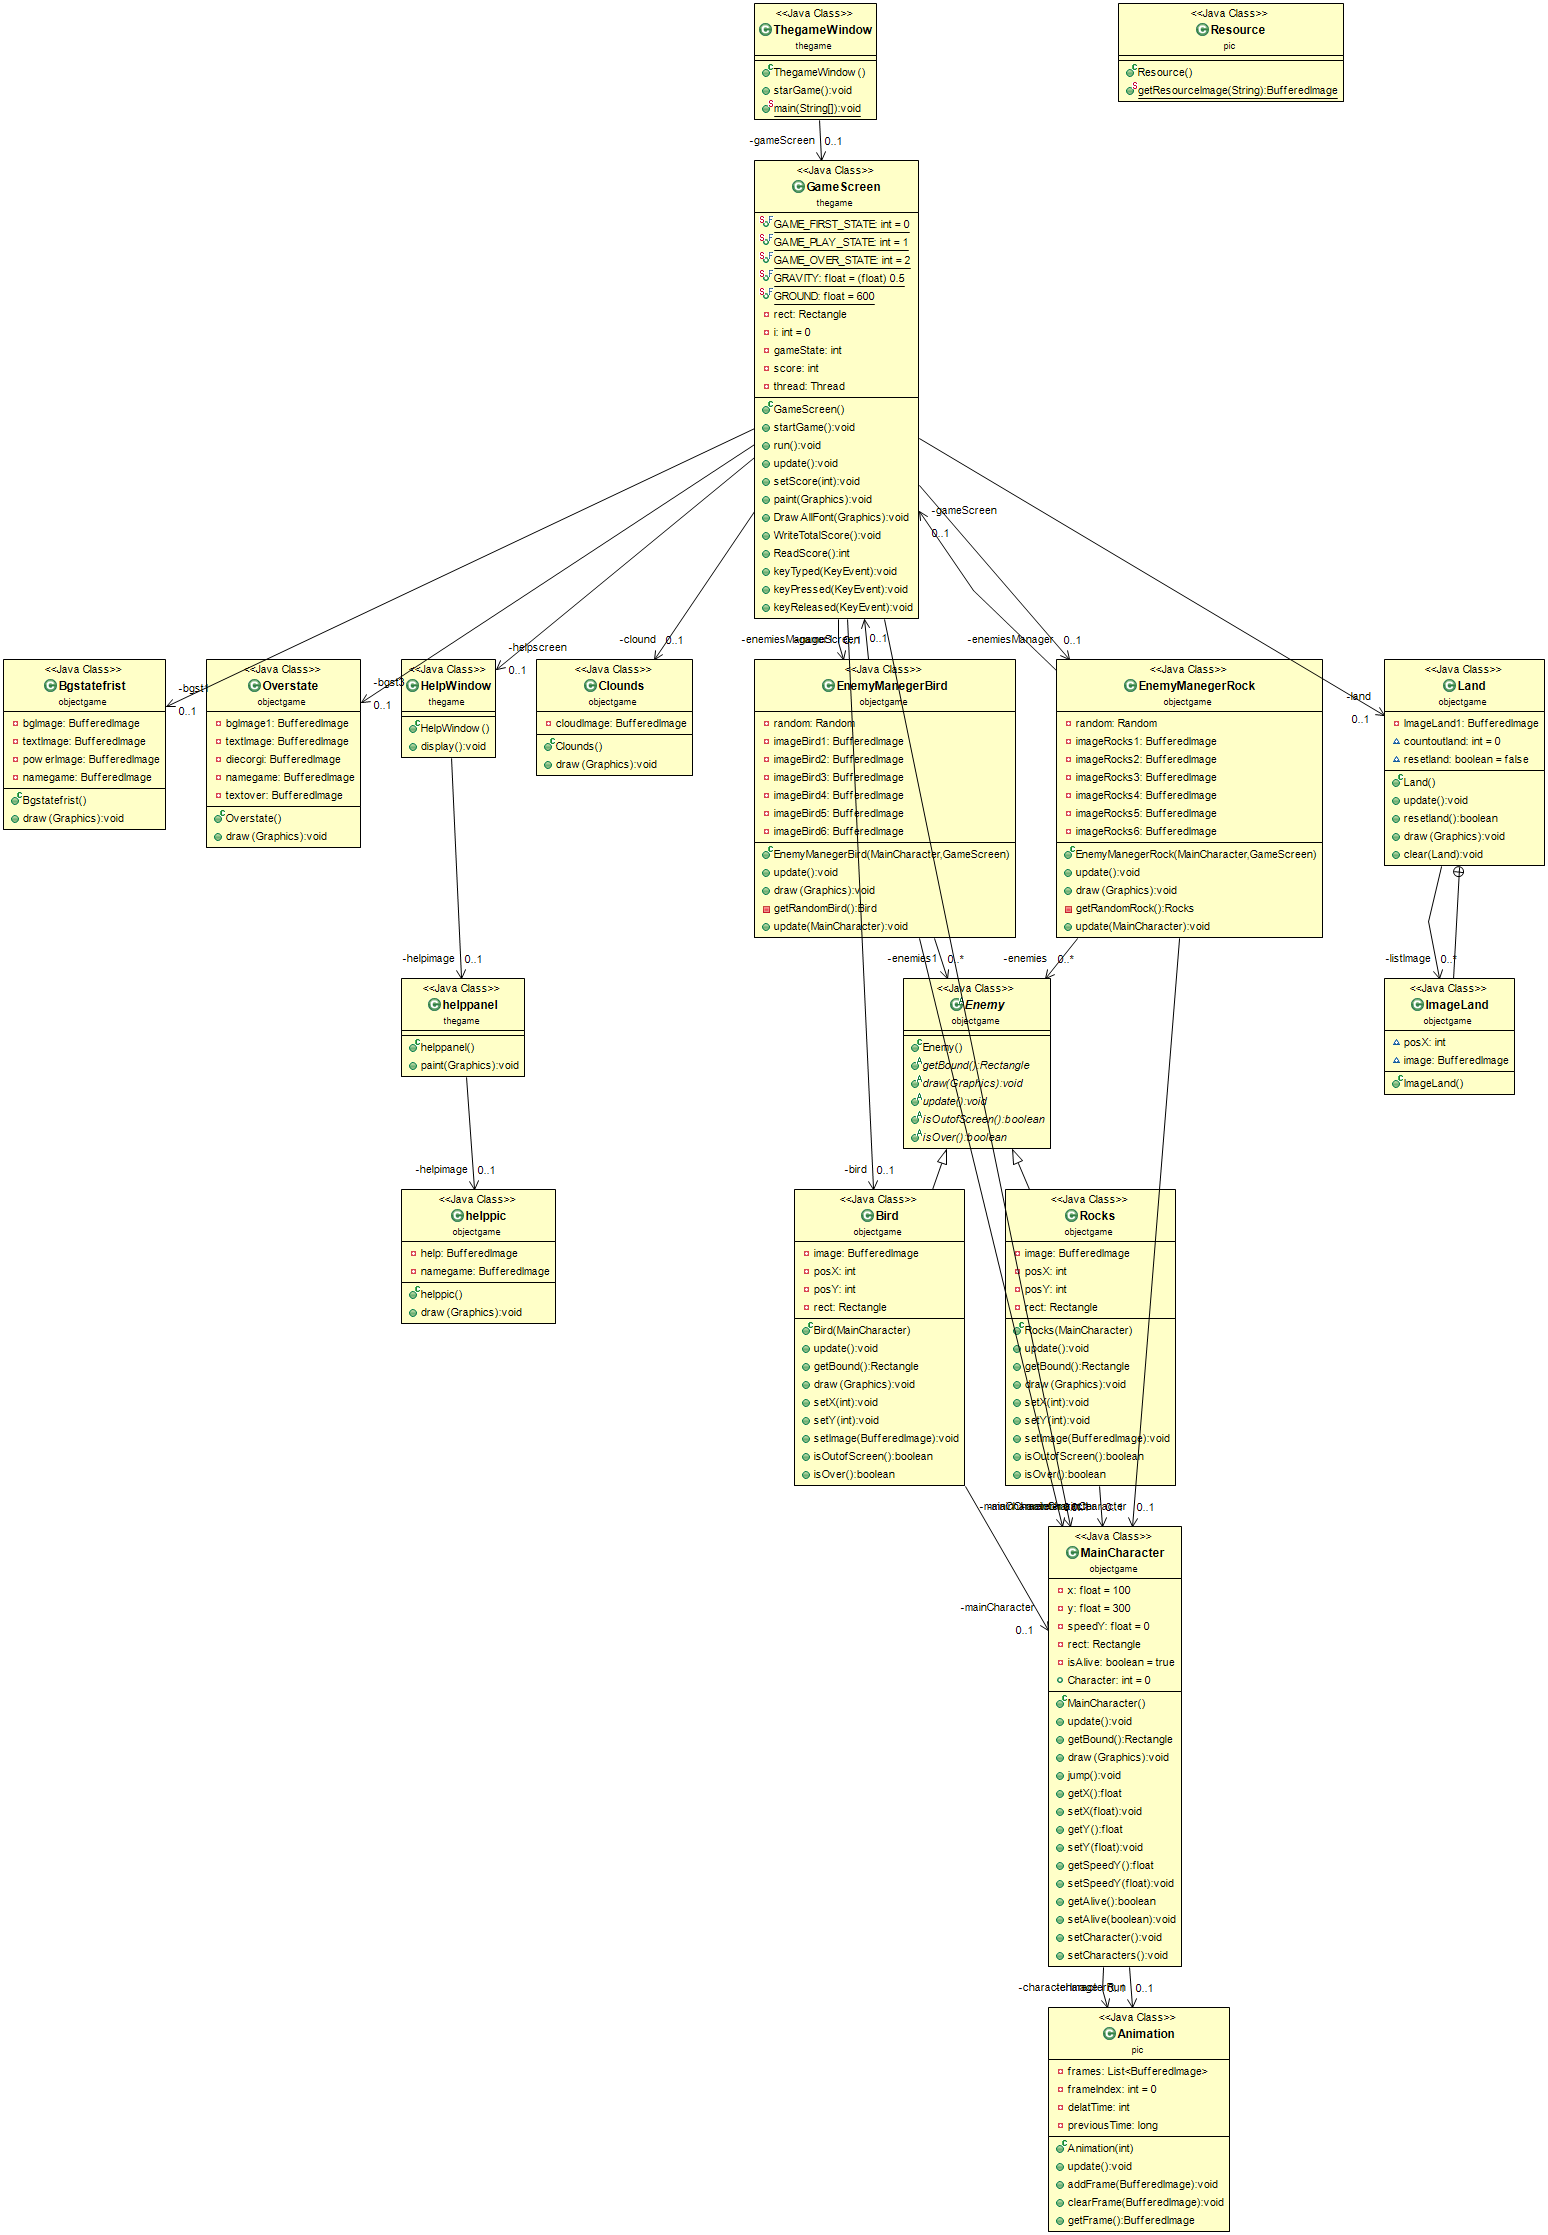 <<Java Class>>
ThegameWindow
thegame
ThegameWindow()
starGame():void
main(String[]):void
<<Java Class>>
Resource
pic
Resource()
getResourceImage(String):BufferedImage
-gameScreen
0..1
<<Java Class>>
GameScreen
thegame
GAME_FIRST_STATE: int = 0
GAME_PLAY_STATE: int = 1
GAME_OVER_STATE: int = 2
GRAVITY: float = (float) 0.5
GROUND: float = 600
rect: Rectangle
i: int = 0
gameState: int
score: int
thread: Thread
GameScreen()
startGame():void
run():void
update():void
setScore(int):void
paint(Graphics):void
DrawAllFont(Graphics):void
WriteTotalScore():void
ReadScore():int
keyTyped(KeyEvent):void
keyPressed(KeyEvent):void
keyReleased(KeyEvent):void
-gameScreen
0..1
-bgst1
0..1
-bgst3
0..1
-helpscreen
0..1
-clound
0..1
0..1
-enemiesManager
0..1
-land
0..1
<<Java Class>>
Bgstatefrist
objectgame
bgImage: BufferedImage
textImage: BufferedImage
powerImage: BufferedImage
namegame: BufferedImage
Bgstatefrist()
draw(Graphics):void
<<Java Class>>
Overstate
objectgame
bgImage1: BufferedImage
textImage: BufferedImage
diecorgi: BufferedImage
namegame: BufferedImage
textover: BufferedImage
Overstate()
draw(Graphics):void
<<Java Class>>
HelpWindow
thegame
HelpWindow()
display():void
<<Java Class>>
Clounds
objectgame
cloudImage: BufferedImage
Clounds()
draw(Graphics):void
<<Java Class>>
EnemyManegerBird
objectgame
random: Random
imageBird1: BufferedImage
imageBird2: BufferedImage
imageBird3: BufferedImage
imageBird4: BufferedImage
imageBird5: BufferedImage
imageBird6: BufferedImage
EnemyManegerBird(MainCharacter,GameScreen)
update():void
draw(Graphics):void
getRandomBird():Bird
update(MainCharacter):void
<<Java Class>>
EnemyManegerRock
objectgame
random: Random
imageRocks1: BufferedImage
imageRocks2: BufferedImage
imageRocks3: BufferedImage
imageRocks4: BufferedImage
imageRocks5: BufferedImage
imageRocks6: BufferedImage
EnemyManegerRock(MainCharacter,GameScreen)
update():void
draw(Graphics):void
getRandomRock():Rocks
update(MainCharacter):void
<<Java Class>>
Land
objectgame
ImageLand1: BufferedImage
countoutland: int = 0
resetland: boolean = false
Land()
update():void
resetland():boolean
draw(Graphics):void
clear(Land):void
-helpimage
0..1
-enemies1
0..*
-enemies
0..*
-listImage
0..*
<<Java Class>>
helppanel
thegame
helppanel()
paint(Graphics):void
<<Java Class>>
Enemy
objectgame
Enemy()
getBound():Rectangle
draw(Graphics):void
update():void
isOutofScreen():boolean
isOver():boolean
<<Java Class>>
ImageLand
objectgame
posX: int
image: BufferedImage
ImageLand()
-helpimage
0..1
-bird
0..1
<<Java Class>>
helppic
objectgame
help: BufferedImage
namegame: BufferedImage
helppic()
draw(Graphics):void
<<Java Class>>
Bird
objectgame
image: BufferedImage
posX: int
posY: int
rect: Rectangle
Bird(MainCharacter)
update():void
getBound():Rectangle
draw(Graphics):void
setX(int):void
setY(int):void
setImage(BufferedImage):void
isOutofScreen():boolean
isOver():boolean
<<Java Class>>
Rocks
objectgame
image: BufferedImage
posX: int
posY: int
rect: Rectangle
Rocks(MainCharacter)
update():void
getBound():Rectangle
draw(Graphics):void
setX(int):void
setY(int):void
setImage(BufferedImage):void
isOutofScreen():boolean
isOver():boolean
0..1
0..1
-mainCharacter
0..1
<<Java Class>>
MainCharacter
objectgame
x: float = 100
y: float = 300
speedY: float = 0
rect: Rectangle
isAlive: boolean = true
Character: int = 0
MainCharacter()
update():void
getBound():Rectangle
draw(Graphics):void
jump():void
getX():float
setX(float):void
getY():float
setY(float):void
getSpeedY():float
setSpeedY(float):void
getAlive():boolean
setAlive(boolean):void
setCharacter():void
setCharacters():void
0..1
<<Java Class>>
Animation
pic
frames: List<BufferedImage>
frameIndex: int = 0
delatTime: int
previousTime: long
Animation(int)
update():void
addFrame(BufferedImage):void
clearFrame(BufferedImage):void
getFrame():BufferedImage